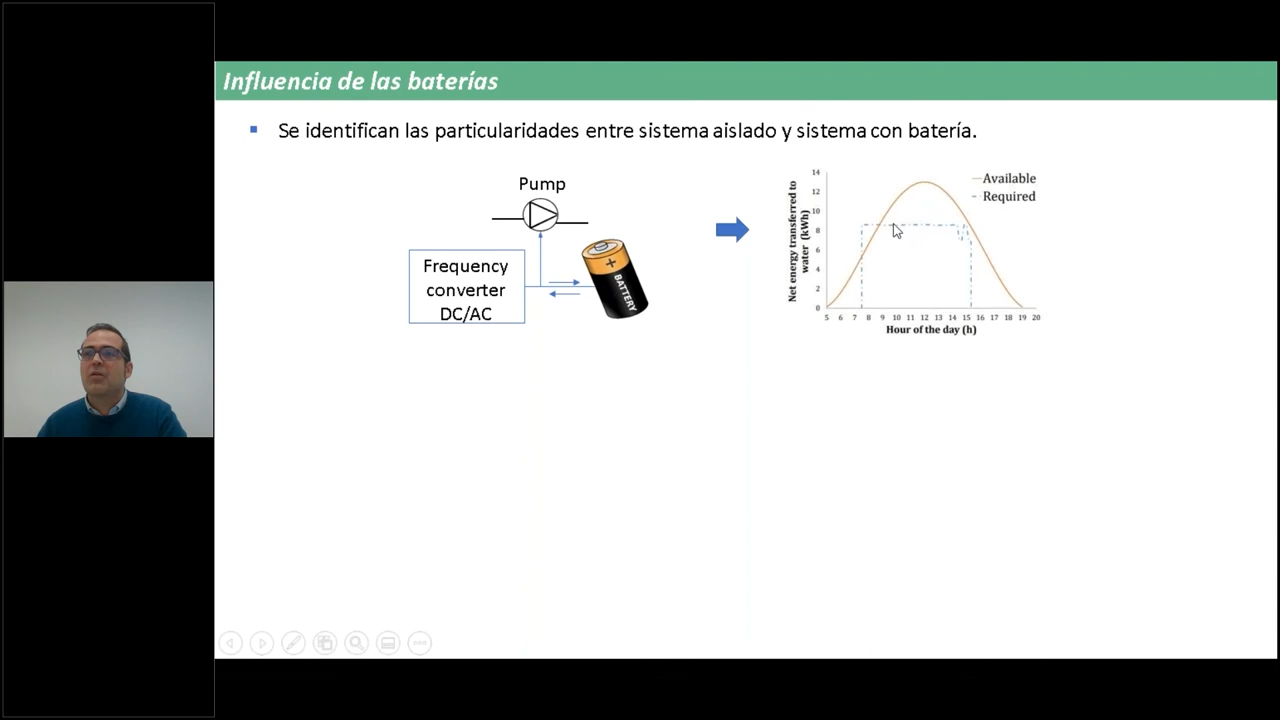 Influencia de las baterías
Se identifican las particularidades entre sistema aislado y sistema con batería.
Pump
Frequency
converter
DC/AC
+
BATTERY
Net energy transferred to
water (kWh)
14
12
10
8
6
4
2
0
5 6 7 8 9 10 11 12 13 14 15 16 17 18 19 20
Hour of the day (h)
Available
Required